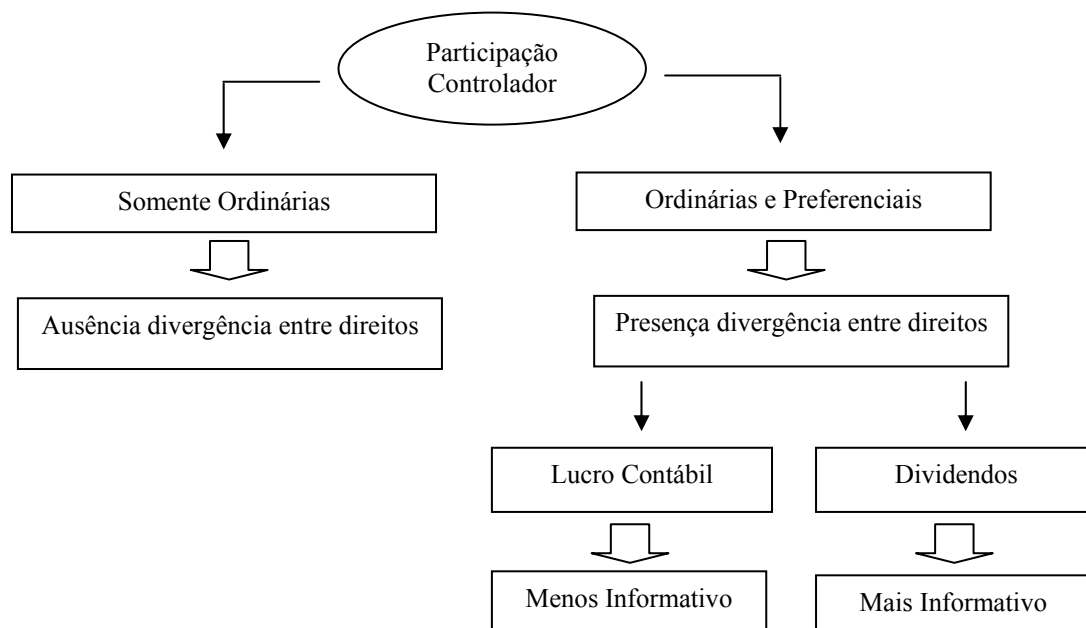 Participação
Controlador
Somente Ordinárias
Ordinárias e Preferenciais
Ausência divergência entre direitos
Presença divergência entre direitos
Lucro Contábil
Dividendos
Menos Informativo
Mais Informativo